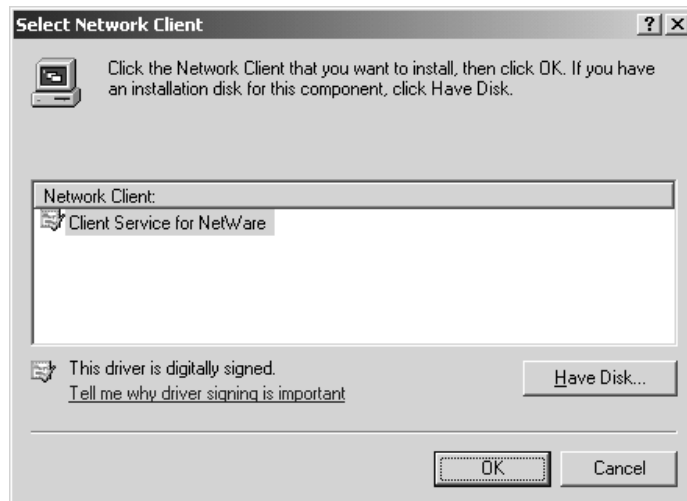 Select Network Client
Click the Network Client that you want to install, then click OK. If you have
an installation disk for this component, click Have Disk.
Network Client:
Client Service for NetWare
This driver is digitally signed.
Tell me why driver signing is important
Have Disk...
OK
Cancel